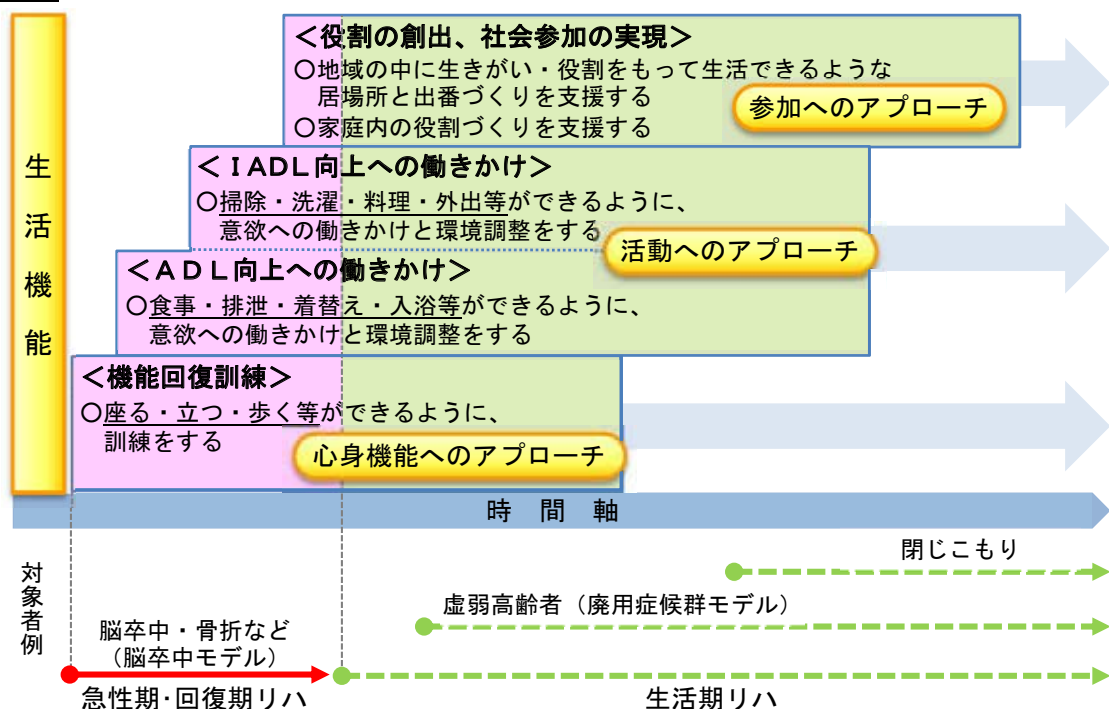 生活機能
＜役割の創出、社会参加の実現＞
○地域の中に生きがい・役割をもって生活できるような
居場所と出番づくりを支援する
○家庭内の役割づくりを支援する
参加へのアプローチ
＜ＩＡＤＬ向上への働きかけ＞
○掃除・洗濯・料理・外出等ができるように、
意欲への働きかけと環境調整をする
活動へのアプローチ
＜ＡＤＬ向上への働きかけ＞
○食事・排泄・着替え・入浴等ができるように、
意欲への働きかけと環境調整をする
＜機能回復訓練＞
○座る・立つ・歩く等ができるように、
訓練をする
心身機能へのアプローチ
時間軸
対象者例
閉じこもり
虚弱高齢者（廃用症候群モデル）
脳卒中・骨折など
（脳卒中モデル）
急性期･回復期リハ
生活期リハ